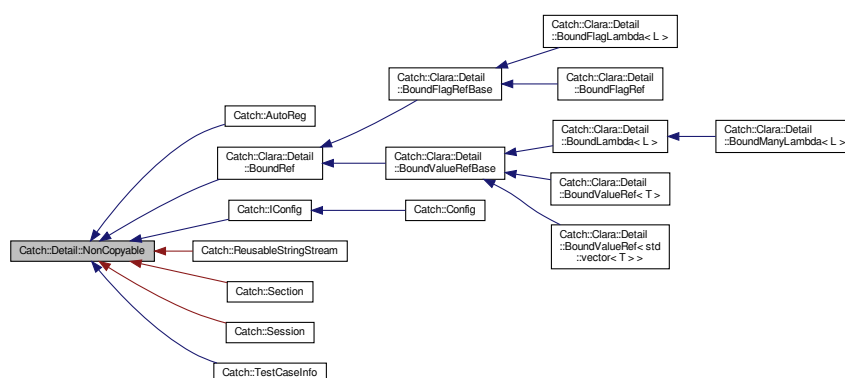 Catch::Clara::Detail
::BoundFlagLambda< L >
Catch::Clara::Detail
::BoundFlagRefBase
Catch::Clara::Detail
::BoundFlagRef
Catch::AutoReg
Catch::Clara::Detail
::BoundRef
Catch::Clara::Detail
::BoundValueRefBase
Catch::Clara::Detail
::BoundLambda< L >
Catch::Clara::Detail
::BoundManyLambda< L >
Catch::Clara::Detail
::BoundValueRef< T >
Catch::IConfig
Catch::Config
Catch::Clara::Detail
::BoundValueRef< std
::vector< T > >
Catch::Detail::NonCopyable
Catch::ReusableStringStream
Catch::Section
Catch::Session
Catch::TestCaseInfo